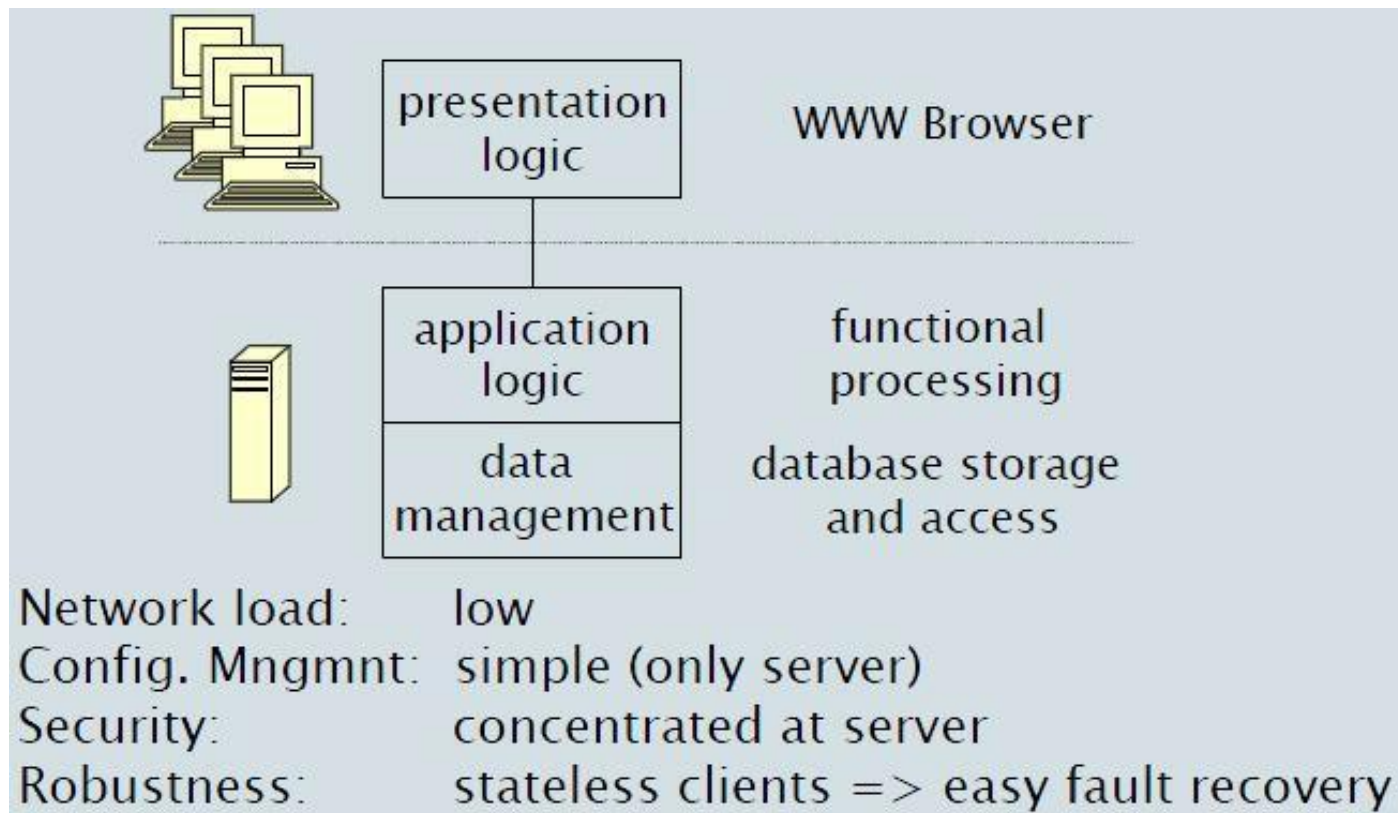 presentation
logic
WWW Browser
application
logic
functional
processing
data
management
database storage
and access
Network load: low
Config. Mngmnt: simple (only server)
Security: concentrated at server
Robustness: stateless clients => easy fault recovery